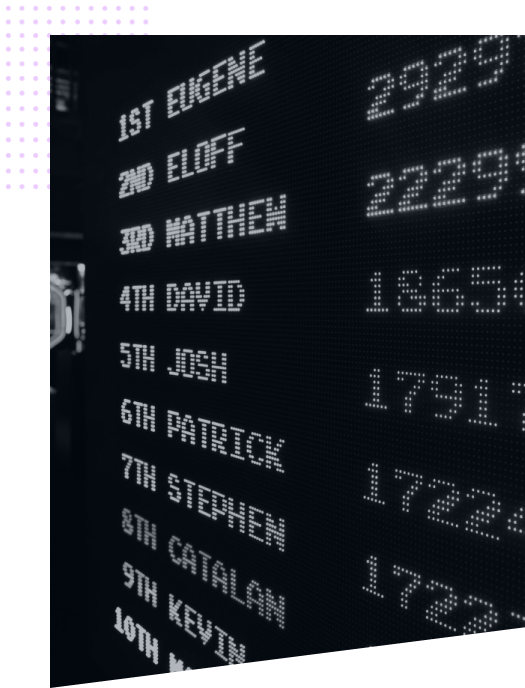 1ST EUGENE 2929
2ND ELOFF 2229
3RD MATTHEW 1865
4TH DAVID 1791
5TH JOSH 1722
6TH PATRICK 1722
7TH STEPHEN
8TH CATALAN
9TH KEVIN
10TH